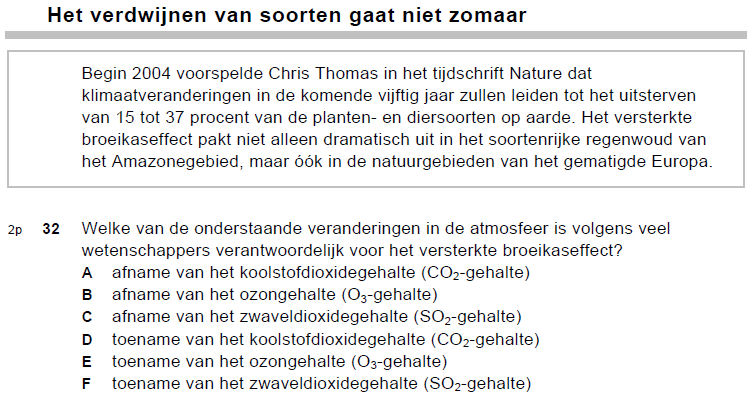 Het verdwijnen van soorten gaat niet zomaar
Begin 2004 voorspelde Chris Thomas in het tijdschrift Nature dat
klimaatveranderingen in de komende vijftig jaar zullen leiden tot het uitsterven
van 15 tot 37 procent van de planten- en diersoorten op aarde. Het versterkte
broeikaseffect pakt niet alleen dramatisch uit in het soortenrijke regenwoud van
het Amazonegebied, maar óók in de natuurgebieden van het gematigde Europa.
2p 32 Welke van de onderstaande veranderingen in de atmosfeer is volgens veel
wetenschappers verantwoordelijk voor het versterkte broeikaseffect?
A afname van het koolstofdioxidegehalte (CO₂-gehalte)
B afname van het ozongehalte (O₃-gehalte)
C afname van het zwaveldioxidegehalte (SO₂-gehalte)
D toename van het koolstofdioxidegehalte (CO₂-gehalte)
E toename van het ozongehalte (O₃-gehalte)
F toename van het zwaveldioxidegehalte (SO₂-gehalte)